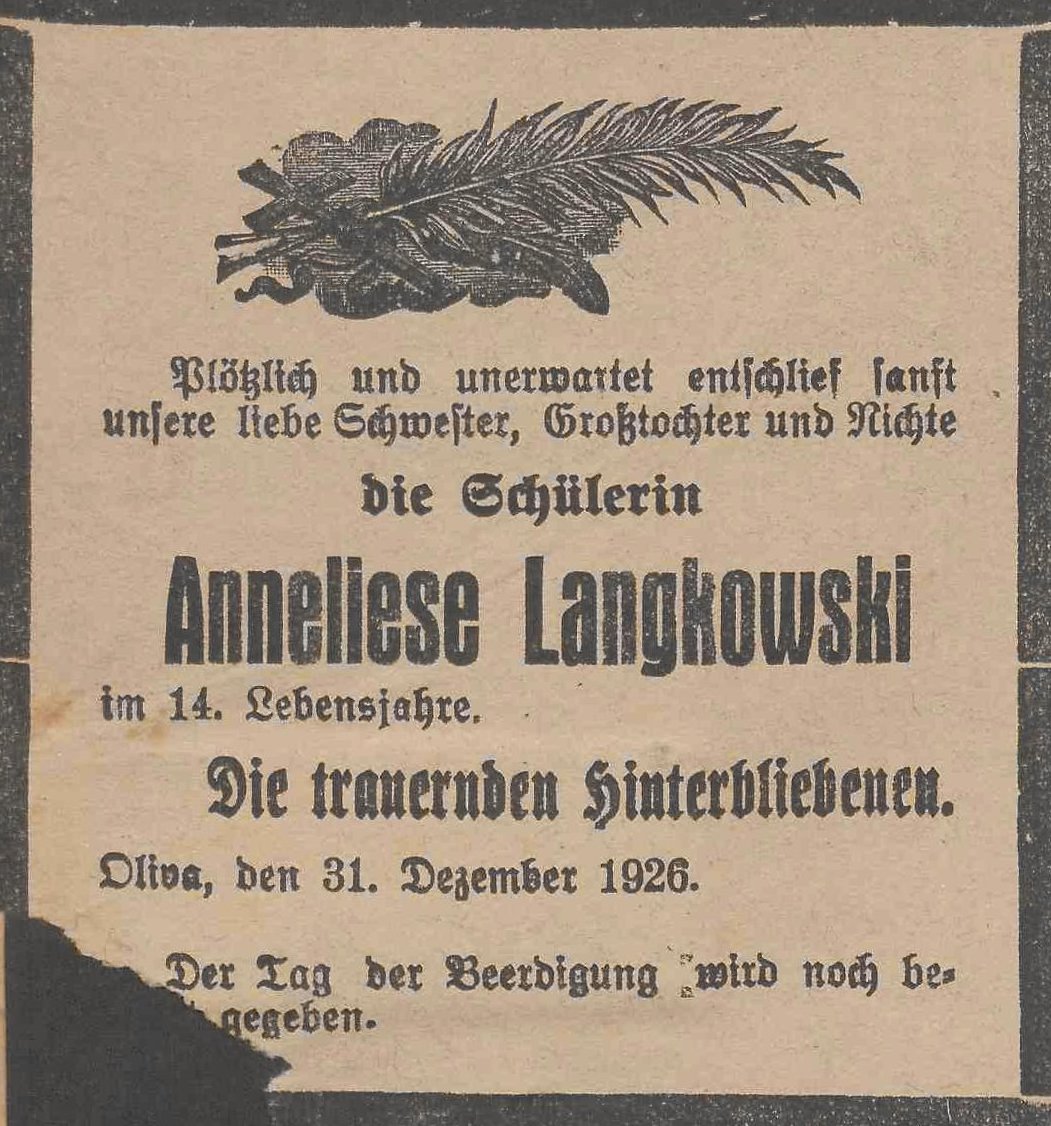 Plötzlich und unerwartet entschlief sanft
unsere liebe Schwester, Großtochter und Nichte
die Schülerin
Anneliese Langkowski
im 14. Lebensjahre.
Die trauernden Hinterbliebenen.
Oliva, den 31. Dezember 1926.
Der Tag der Beerdigung wird noch be-
gegeben.